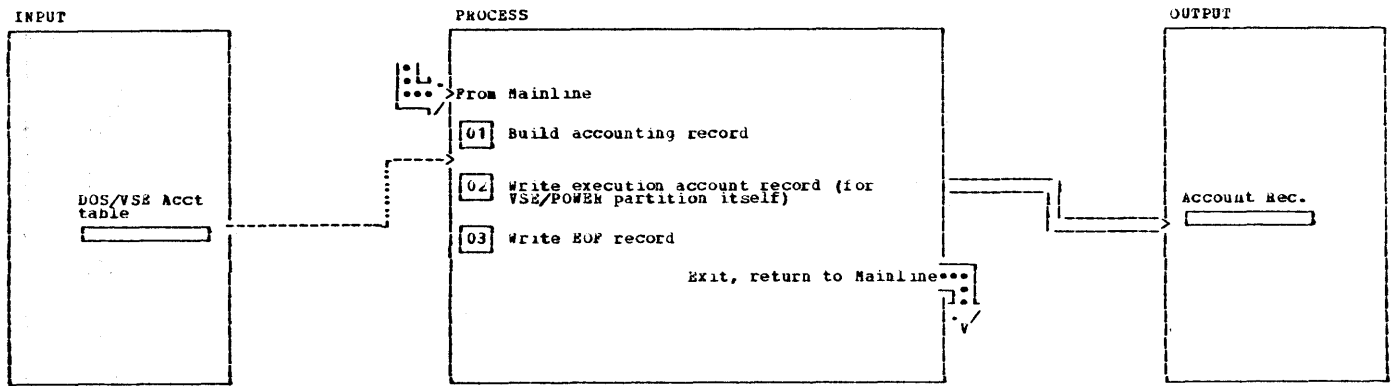 INPUT
PROCESS
OUTPUT
From Mainline
01 Build accounting record
02 Write execution account record (for
VSE/POWER partition itself)
03 Write EOF record
Exit, return to Mainline
DOS/VSE Acct
table
Account Rec.